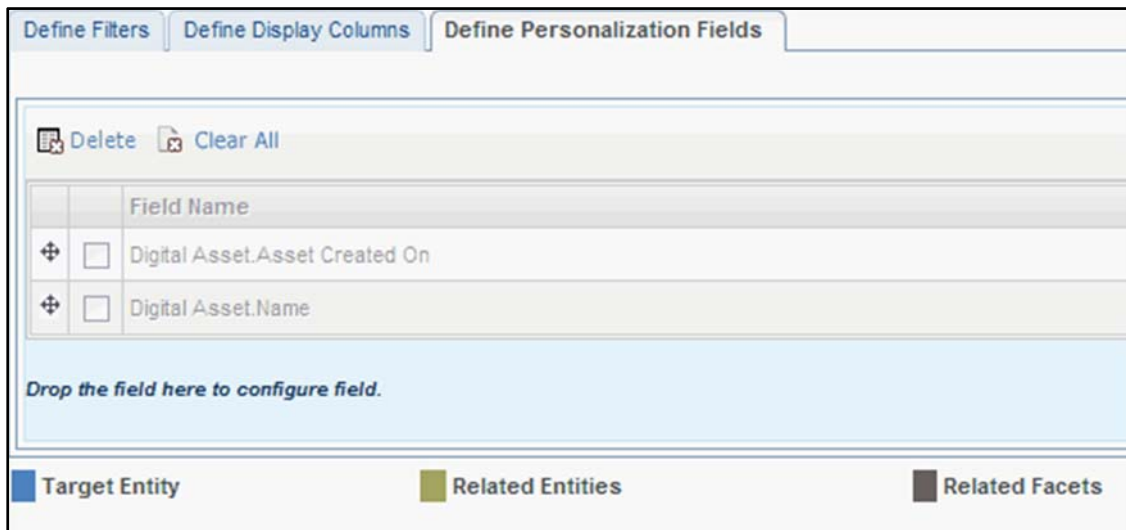 Define Filters Define Display Columns Define Personalization Fields
Delete Clear All
Field Name
Digital Asset.Asset Created On
Digital Asset.Name
Drop the field here to configure field.
Target Entity Related Entities Related Facets